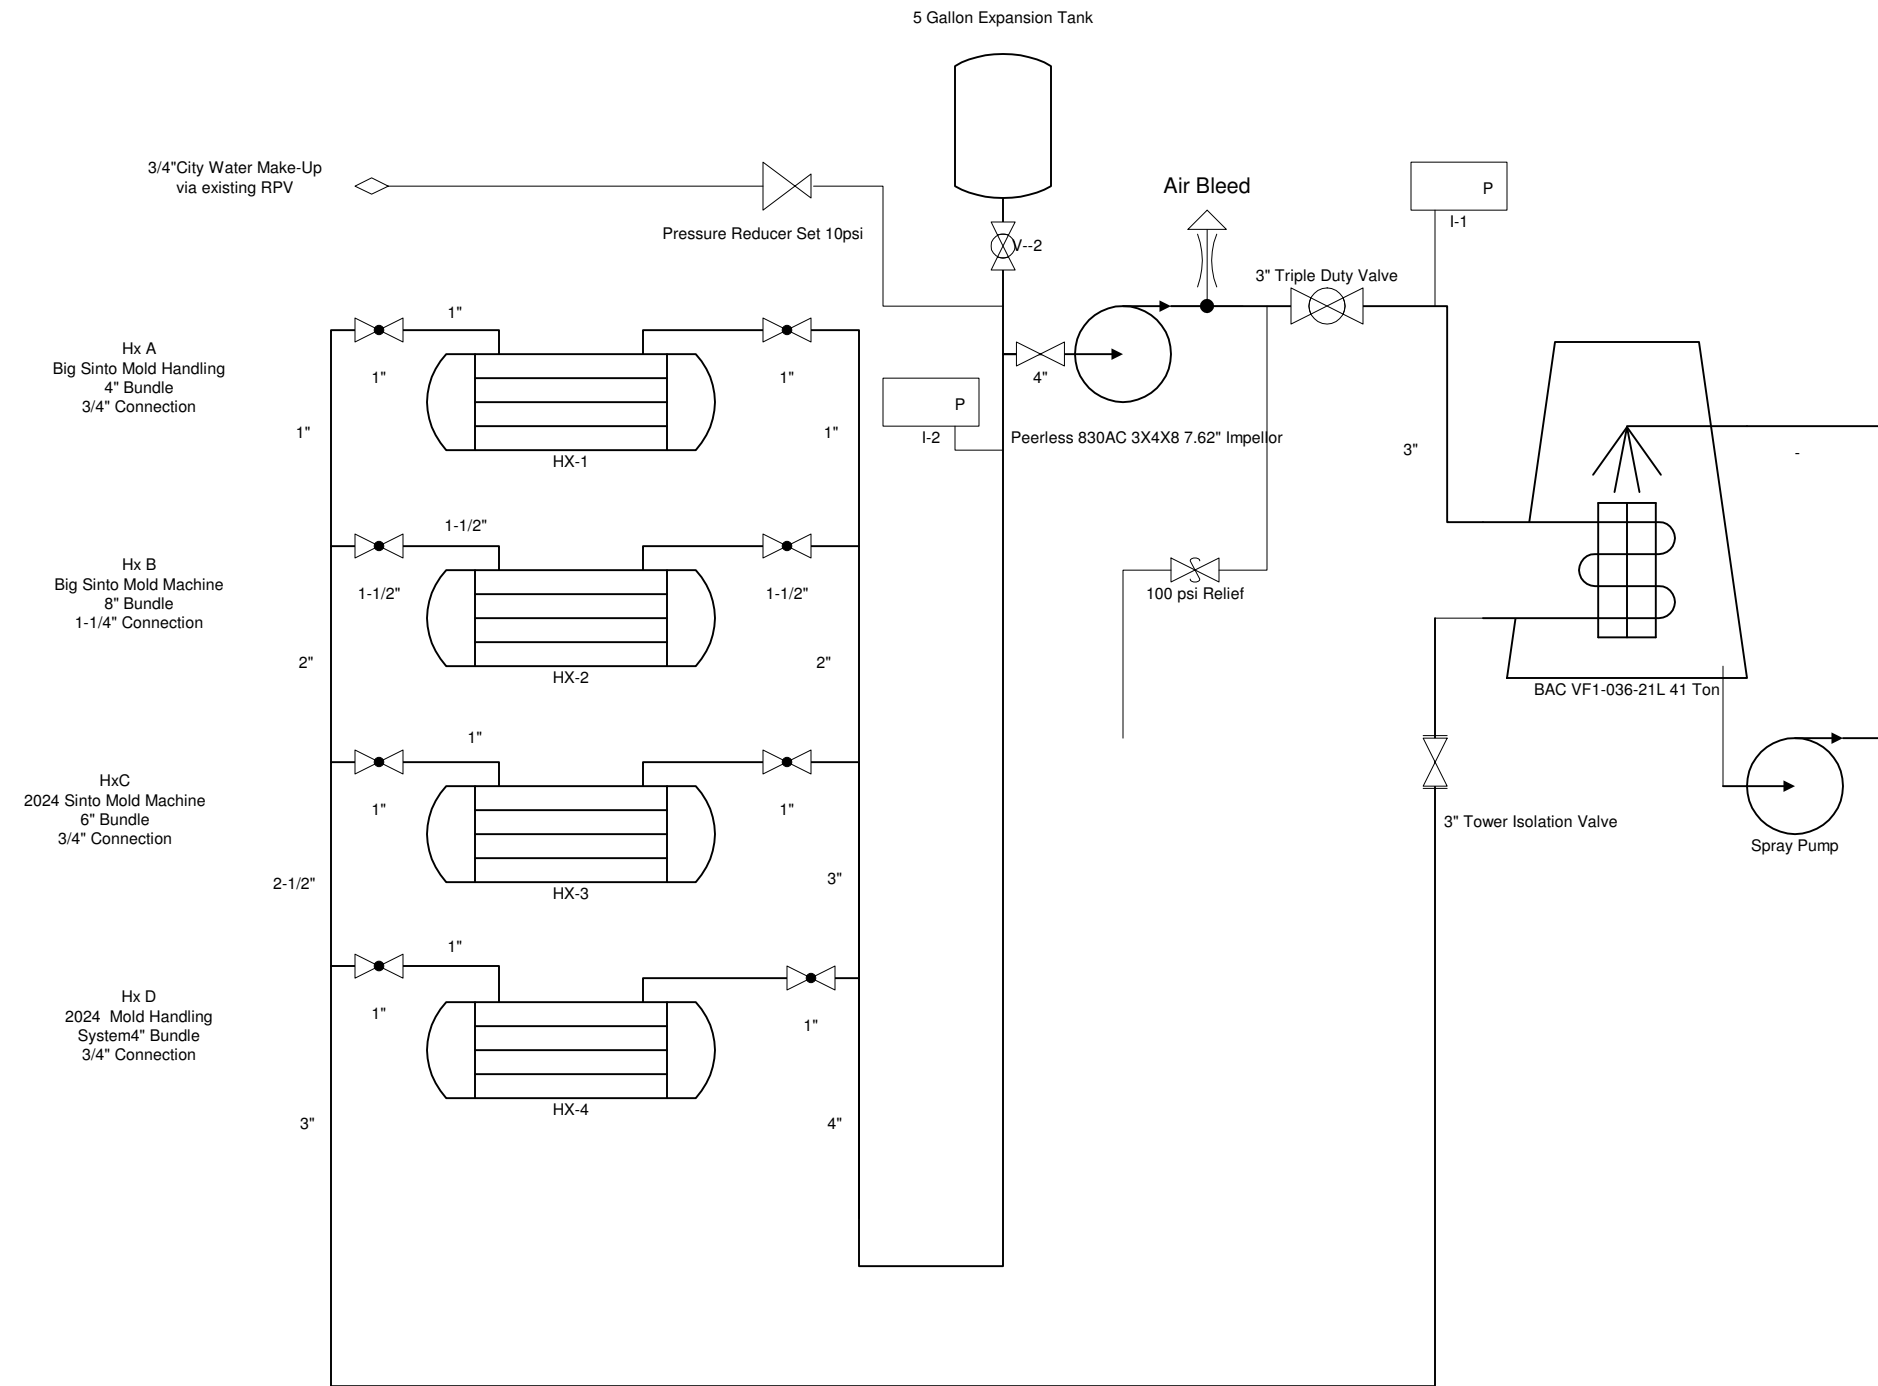 5 Gallon Expansion Tank
3/4"City Water Make-Up
via existing RPV
Pressure Reducer Set 10psi
V--2
Air Bleed
P
I-1
3" Triple Duty Valve
1"
Hx A
Big Sinto Mold Handling
4" Bundle
3/4" Connection
1"
1"
1"
1"
HX-1
4"
P
I-2
Peerless 830AC 3X4X8 7.62" Impellor
3"
-
1-1/2"
Hx B
Big Sinto Mold Machine
8" Bundle
1-1/4" Connection
1-1/2"
1-1/2"
100 psi Relief
2"
2"
HX-2
BAC VF1-036-21L 41 Ton
1"
HxC
2024 Sinto Mold Machine
6" Bundle
3/4" Connection
1"
1"
3" Tower Isolation Valve
Spray Pump
2-1/2"
3"
HX-3
1"
Hx D
2024  Mold Handling
System4" Bundle
3/4" Connection
1"
1"
HX-4
3"
4"